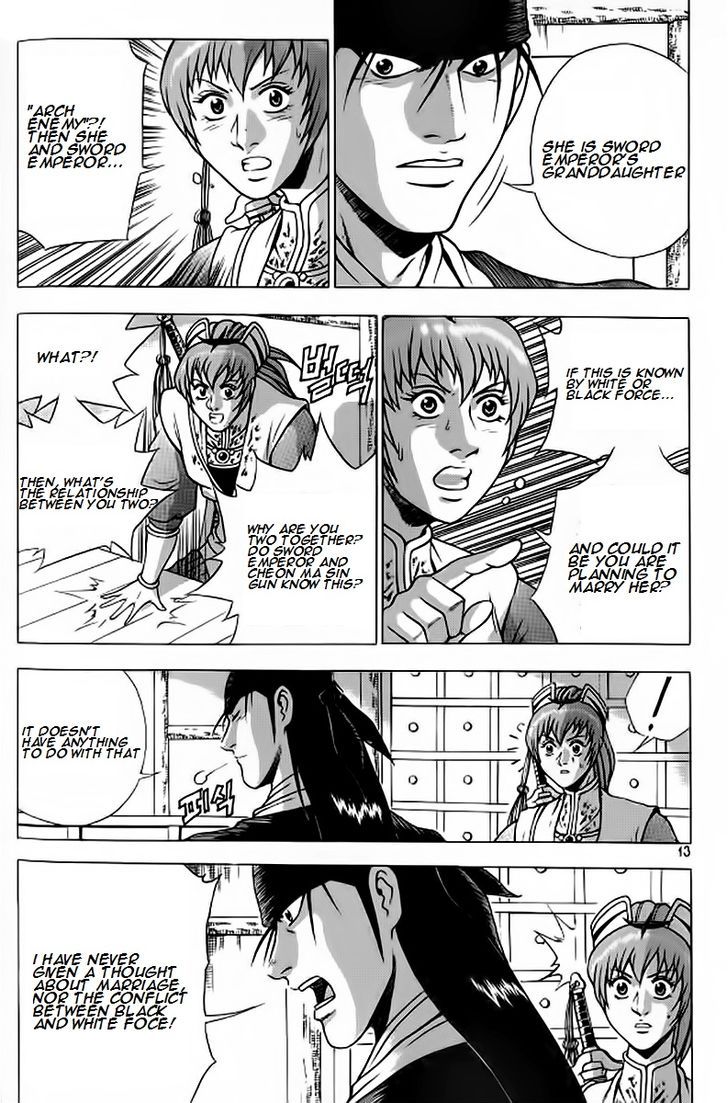 "ARCH
ENEMY"?!
THEN SHE
AND SWORD
EMPEROR...
SHE IS SWORD
EMPEROR'S
GRANDDAUGHTER
WHAT?!
벌떡
THEN, WHAT'S
THE RELATIONSHIP
BETWEEN YOU TWO?
WHY ARE YOU
TWO TOGETHER?
DO SWORD
EMPEROR AND
CHEON MA SIN
GUN KNOW THIS?
IF THIS IS KNOWN
BY WHITE OR
BLACK FORCE...
AND COULD IT
BE YOU ARE
PLANNING TO
MARRY HER?
IT DOESN'T
HAVE ANYTHING
TO DO WITH THAT
피식
!
13
I HAVE NEVER
GIVEN A THOUGHT
ABOUT MARRIAGE,
NOR THE CONFLICT
BETWEEN BLACK
AND WHITE FOCE!